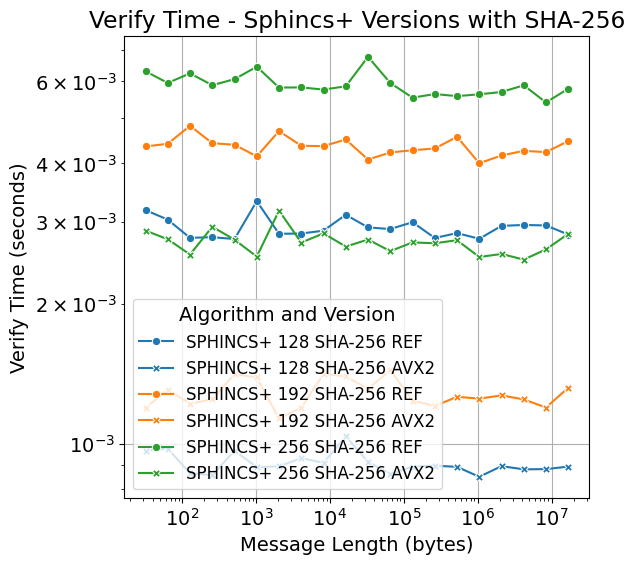 Verify Time - Sphincs+ Versions with SHA-256
Verify Time (seconds)
6 × 10⁻³
4 × 10⁻³
3 × 10⁻³
2 × 10⁻³
10⁻³
Algorithm and Version
SPHINCS+ 128 SHA-256 REF
SPHINCS+ 128 SHA-256 AVX2
SPHINCS+ 192 SHA-256 REF
SPHINCS+ 192 SHA-256 AVX2
SPHINCS+ 256 SHA-256 REF
SPHINCS+ 256 SHA-256 AVX2
10² 10³ 10⁴ 10⁵ 10⁶ 10⁷
Message Length (bytes)